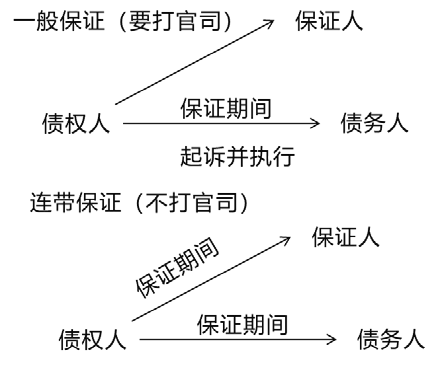 一般保证（要打官司）
保证人
保证期间
债权人
债务人
起诉并执行
连带保证（不打官司）
保证人
保证期间
保证期间
债权人
债务人